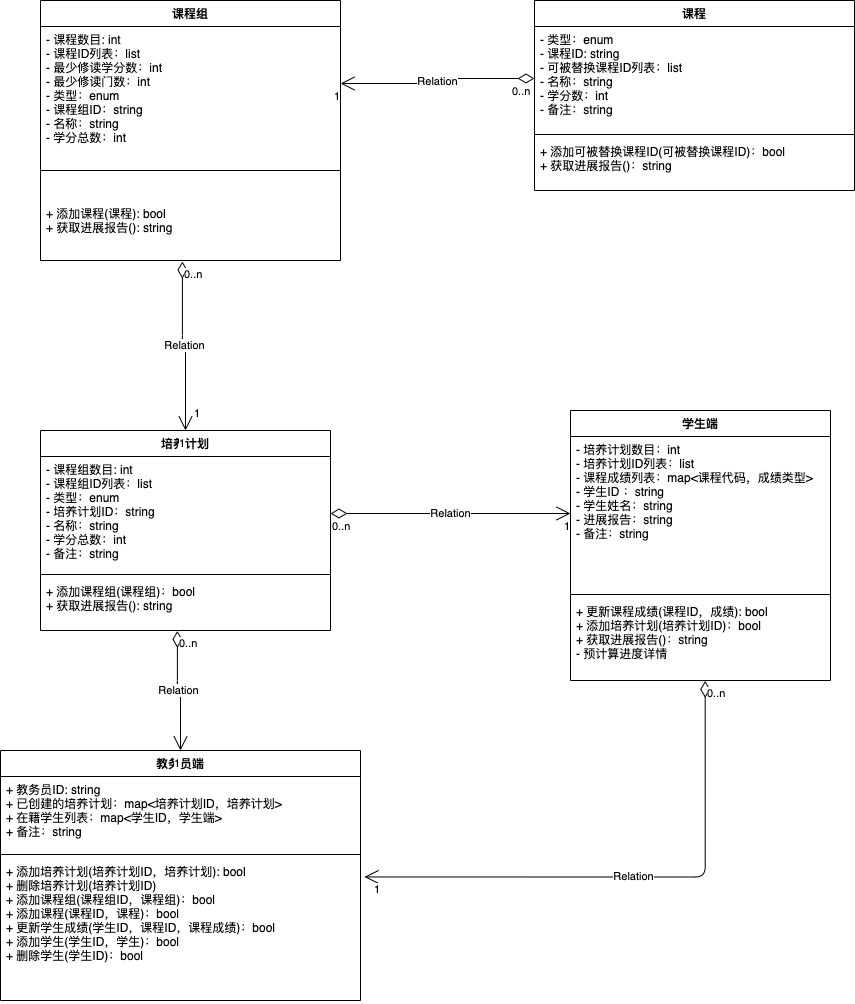 课程组
- 课程数目: int
- 课程ID列表：list
- 最少修读学分数：int
- 最少修读门数：int
- 类型：enum
- 课程组ID：string
- 名称：string
- 学分总数：int
+ 添加课程(课程): bool
+ 获取进展报告(): string
课程
- 类型：enum
- 课程ID: string
- 可被替换课程ID列表：list
- 名称：string
- 学分数：int
- 备注：string
+ 添加可被替换课程ID(可被替换课程ID)：bool
+ 获取进展报告()：string
1
Relation
0..n
0..n
Relation
1
培养计划
- 课程组数目: int
- 课程组ID列表：list
- 类型：enum
- 培养计划ID：string
- 名称：string
- 学分总数：int
- 备注：string
+ 添加课程组(课程组)：bool
+ 获取进展报告(): string
0..n
Relation
1
学生端
- 培养计划数目：int
- 培养计划ID列表：list
- 课程成绩列表：map<课程代码，成绩类型>
- 学生ID ：string
- 学生姓名：string
- 进展报告：string
- 备注：string
+ 更新课程成绩(课程ID，成绩): bool
+ 添加培养计划(培养计划ID)：bool
+ 获取进展报告()：string
- 预计算进度详情
0..n
Relation
1
0..n
Relation
1
教务员端
+ 教务员ID: string
+ 已创建的培养计划：map<培养计划ID，培养计划>
+ 在籍学生列表：map<学生ID，学生端>
+ 备注：string
+ 添加培养计划(培养计划ID，培养计划): bool
+ 删除培养计划(培养计划ID)
+ 添加课程组(课程组ID，课程组)：bool
+ 添加课程(课程ID，课程)：bool
+ 更新学生成绩(学生ID，课程ID，课程成绩)：bool
+ 添加学生(学生ID，学生)：bool
+ 删除学生(学生ID)：bool
1